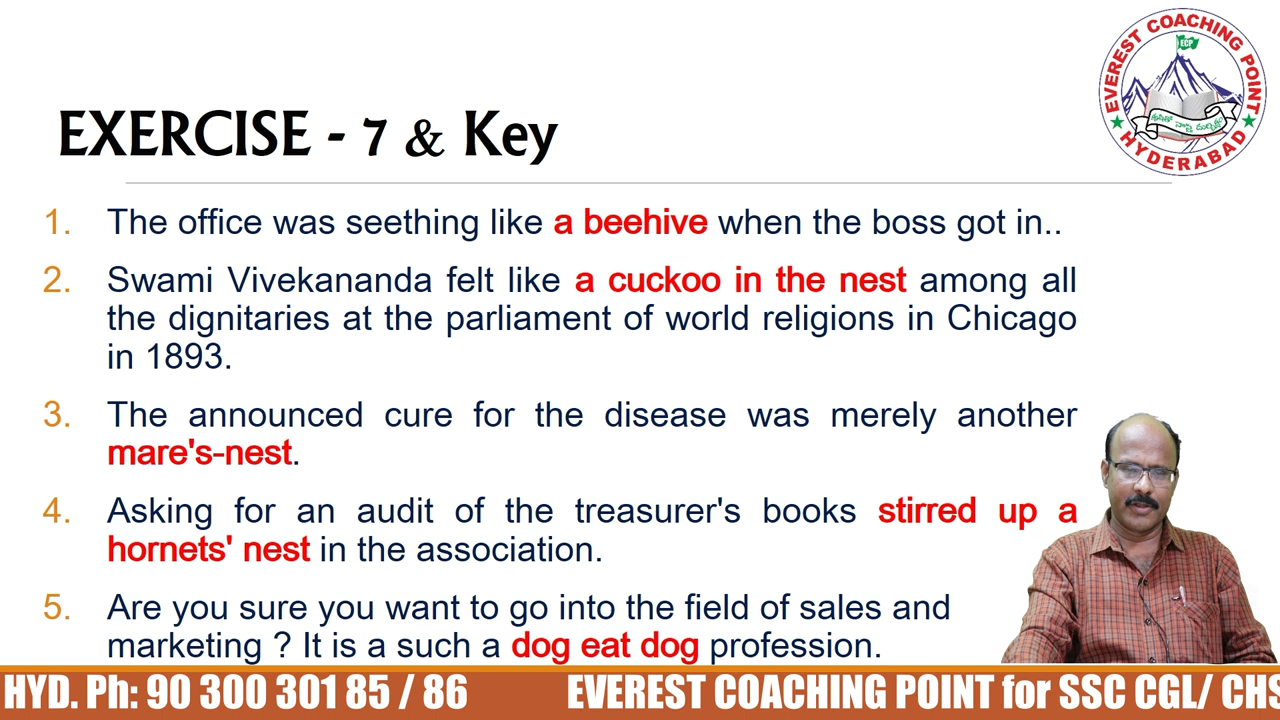 EVEREST COACHING POINT
ECP
HYDERABAD
EXERCISE - 7 & Key
1. The office was seething like a beehive when the boss got in..
2. Swami Vivekananda felt like a cuckoo in the nest among all
the dignitaries at the parliament of world religions in Chicago
in 1893.
3. The announced cure for the disease was merely another
mare's-nest.
4. Asking for an audit of the treasurer's books stirred up a
hornets' nest in the association.
5. Are you sure you want to go into the field of sales and
marketing ? It is a such a dog eat dog profession.
HYD. Ph: 90 300 301 85 / 86 EVEREST COACHING POINT for SSC CGL/ CHS